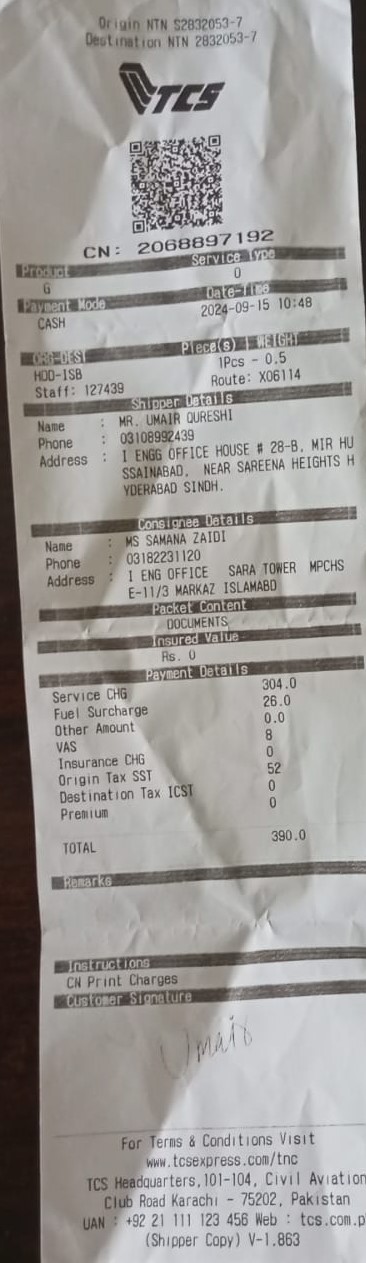 Origin NTN S2832053-7
Destination NTN 2832053-7
TCS
CN: 2068897192
Product Service Type
G O
Payment Mode Date-Time
CASH 2024-09-15 10:48
ORG-DEST Piece(s) | WEIGHT
HDD-ISB 1Pcs - 0.5
Staff: 127439 Route: X06114
Shipper Details
Name : MR. UMAIR QURESHI
Phone : 03108992439
Address : I ENGG OFFICE HOUSE # 28-B, MIR HU
SSAINABAD, NEAR SAREENA HEIGHTS H
YDERABAD SINDH.
Consignee Details
Name : MS SAMANA ZAIDI
Phone : 03182231120
Address : I ENG OFFICE SARA TOWER MPCHS
E-11/3 MARKAZ ISLAMABD
Packet Content
DOCUMENTS
Insured Value
Rs. 0
Payment Details
Service CHG 304.0
Fuel Surcharge 26.0
Other Amount 0.0
VAS 8
Insurance CHG 0
Origin Tax SST 52
Destination Tax ICST 0
Premium 0
TOTAL 390.0
Remarks
Instructions
CN Print Charges
Customer Signature
Umair
For Terms & Conditions Visit
www.tcsexpress.com/tnc
TCS Headquarters,101-104, Civil Aviation
Club Road Karachi - 75202, Pakistan
UAN : +92 21 111 123 456 Web : tcs.com.p
(Shipper Copy) V-1.863